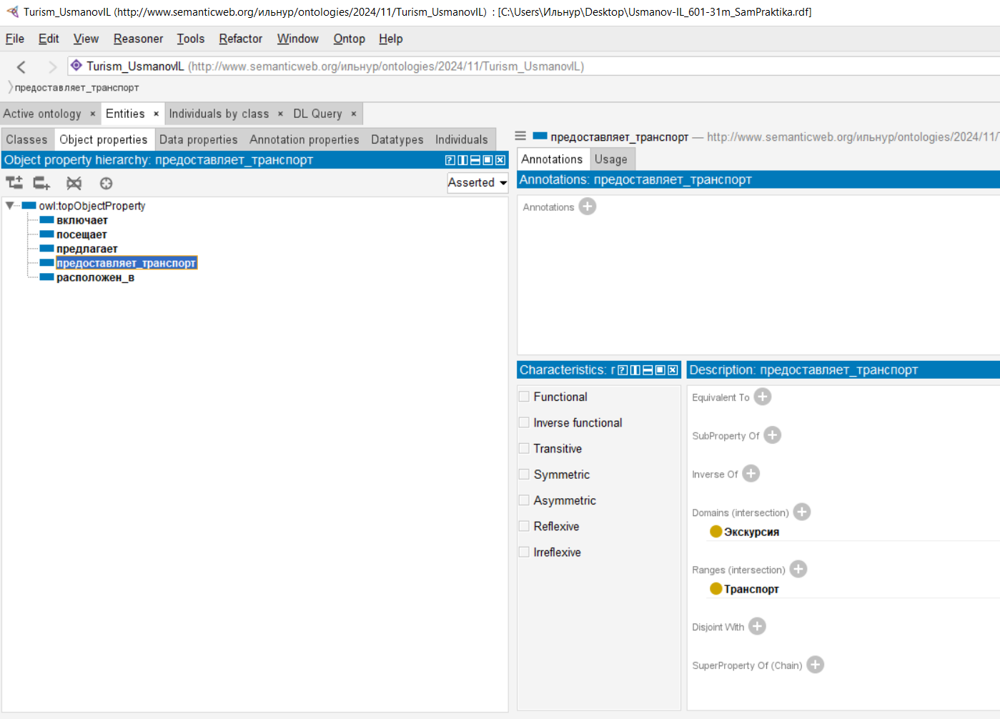 Turism_UsmanovIL (http://www.semanticweb.org/ильнур/ontologies/2024/11/Turism_UsmanovIL) : [C:\Users\Ильнур\Desktop\Usmanov-IL_601-31m_SamPraktika.rdf]
File Edit View Reasoner Tools Refactor Window Ontop Help
Turism_UsmanovIL (http://www.semanticweb.org/ильнур/ontologies/2024/11/Turism_UsmanovIL)
предоставляет_транспорт
Active ontology × Entities × Individuals by class × DL Query ×
Classes Object properties Data properties Annotation properties Datatypes Individuals
Object property hierarchy: предоставляет_транспорт
Asserted
owl:topObjectProperty
включает
посещает
предлагает
предоставляет_транспорт
расположен_в
предоставляет_транспорт — http://www.semanticweb.org/ильнур/ontologies/2024/11/
Annotations Usage
Annotations: предоставляет_транспорт
Annotations
Characteristics:
Functional
Inverse functional
Transitive
Symmetric
Asymmetric
Reflexive
Irreflexive
Description: предоставляет_транспорт
Equivalent To
SubProperty Of
Inverse Of
Domains (intersection)
Экскурсия
Ranges (intersection)
Транспорт
Disjoint With
SuperProperty Of (Chain)